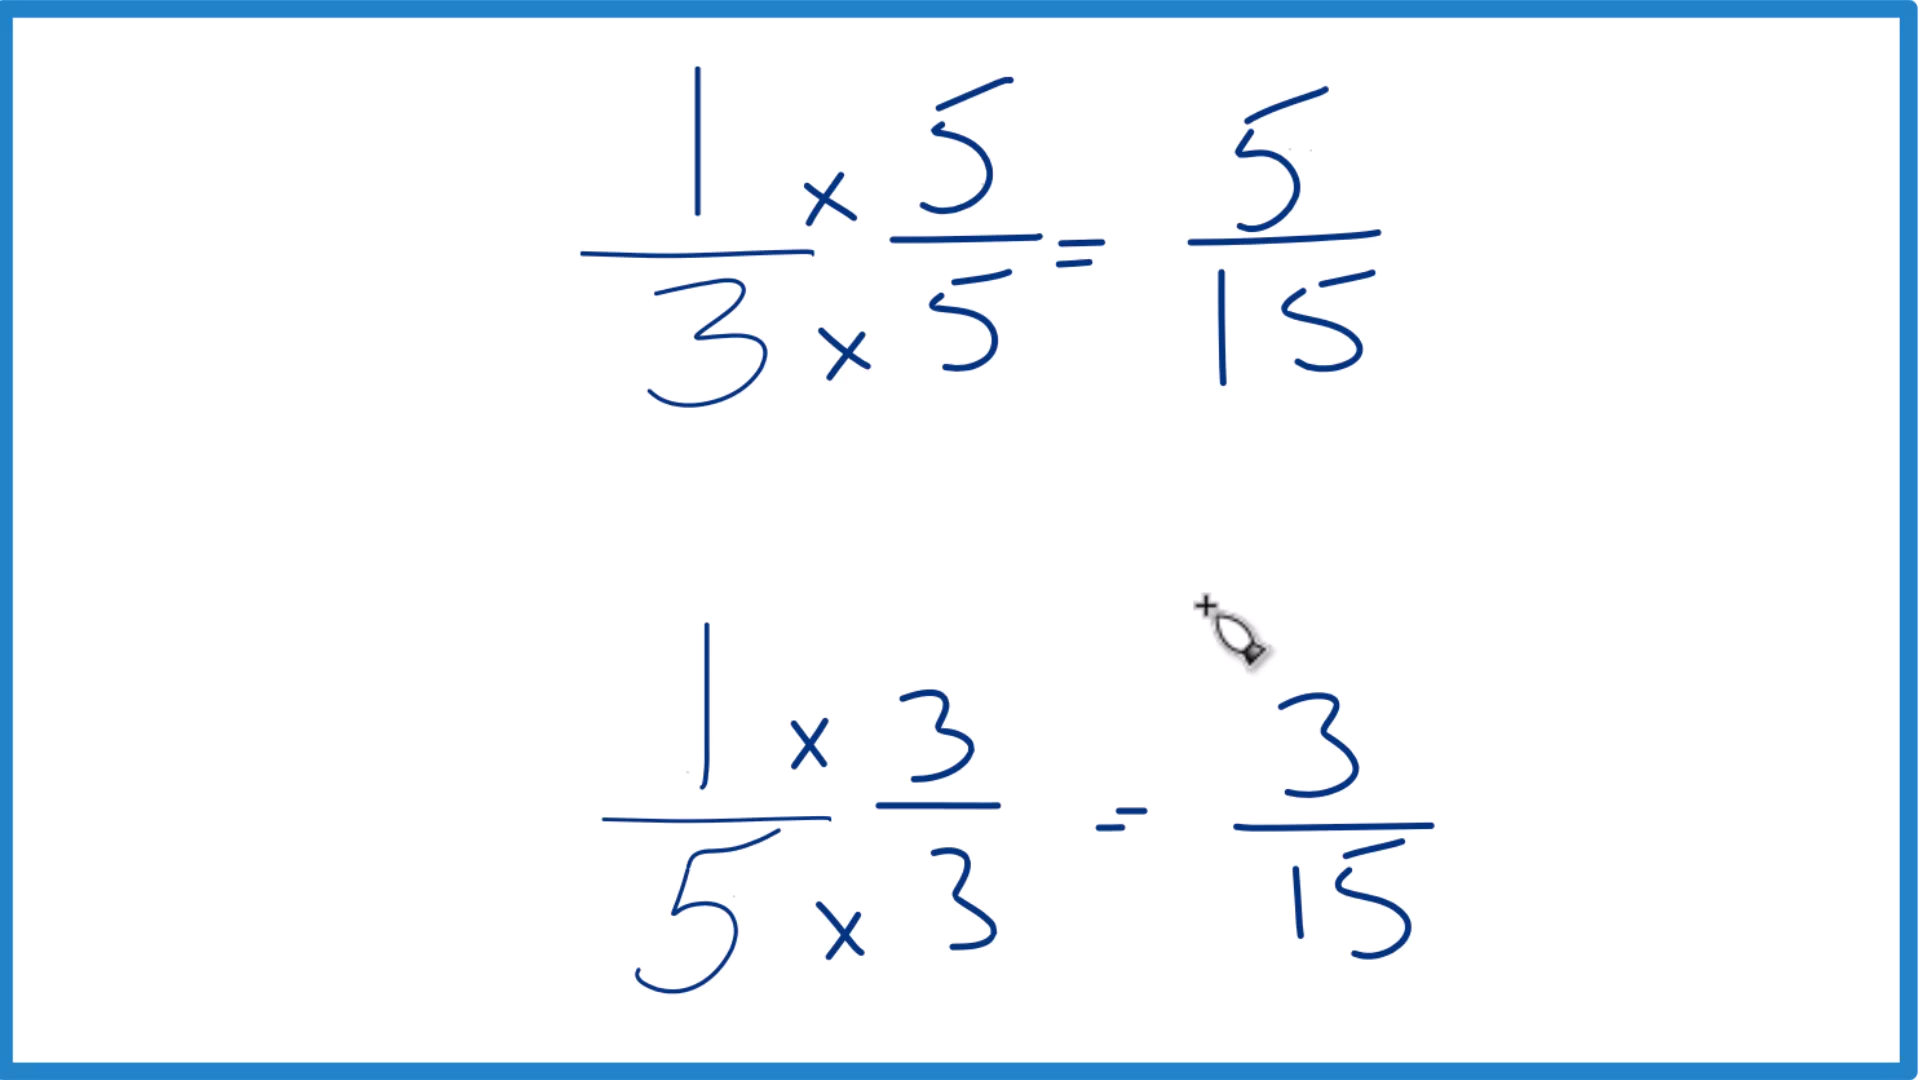 1/3 × 5/5 = 5/15
1/5 × 3/3 = 3/15